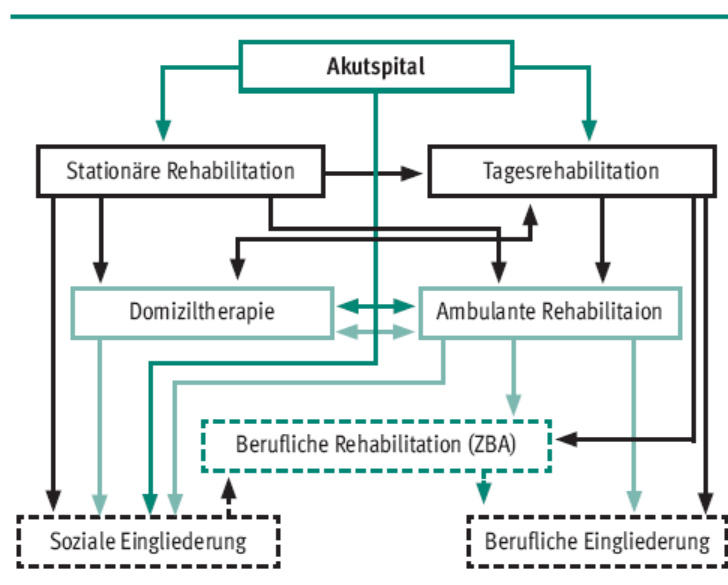 Akutspital
Stationäre Rehabilitation
Tagesrehabilitation
Domiziltherapie
Ambulante Rehabilitaion
Berufliche Rehabilitation (ZBA)
Soziale Eingliederung
Berufliche Eingliederung